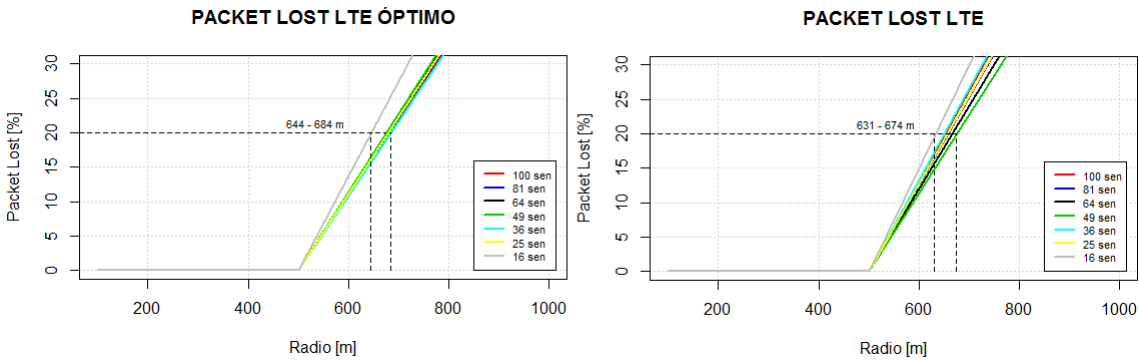 PACKET LOST LTE ÓPTIMO
Packet Lost [%]
30
25
20
15
10
5
0
644 - 684 m
100 sen
81 sen
64 sen
49 sen
36 sen
25 sen
16 sen
200
400
600
800
1000
Radio [m]
PACKET LOST LTE
Packet Lost [%]
30
25
20
15
10
5
0
631 - 674 m
100 sen
81 sen
64 sen
49 sen
36 sen
25 sen
16 sen
200
400
600
800
1000
Radio [m]